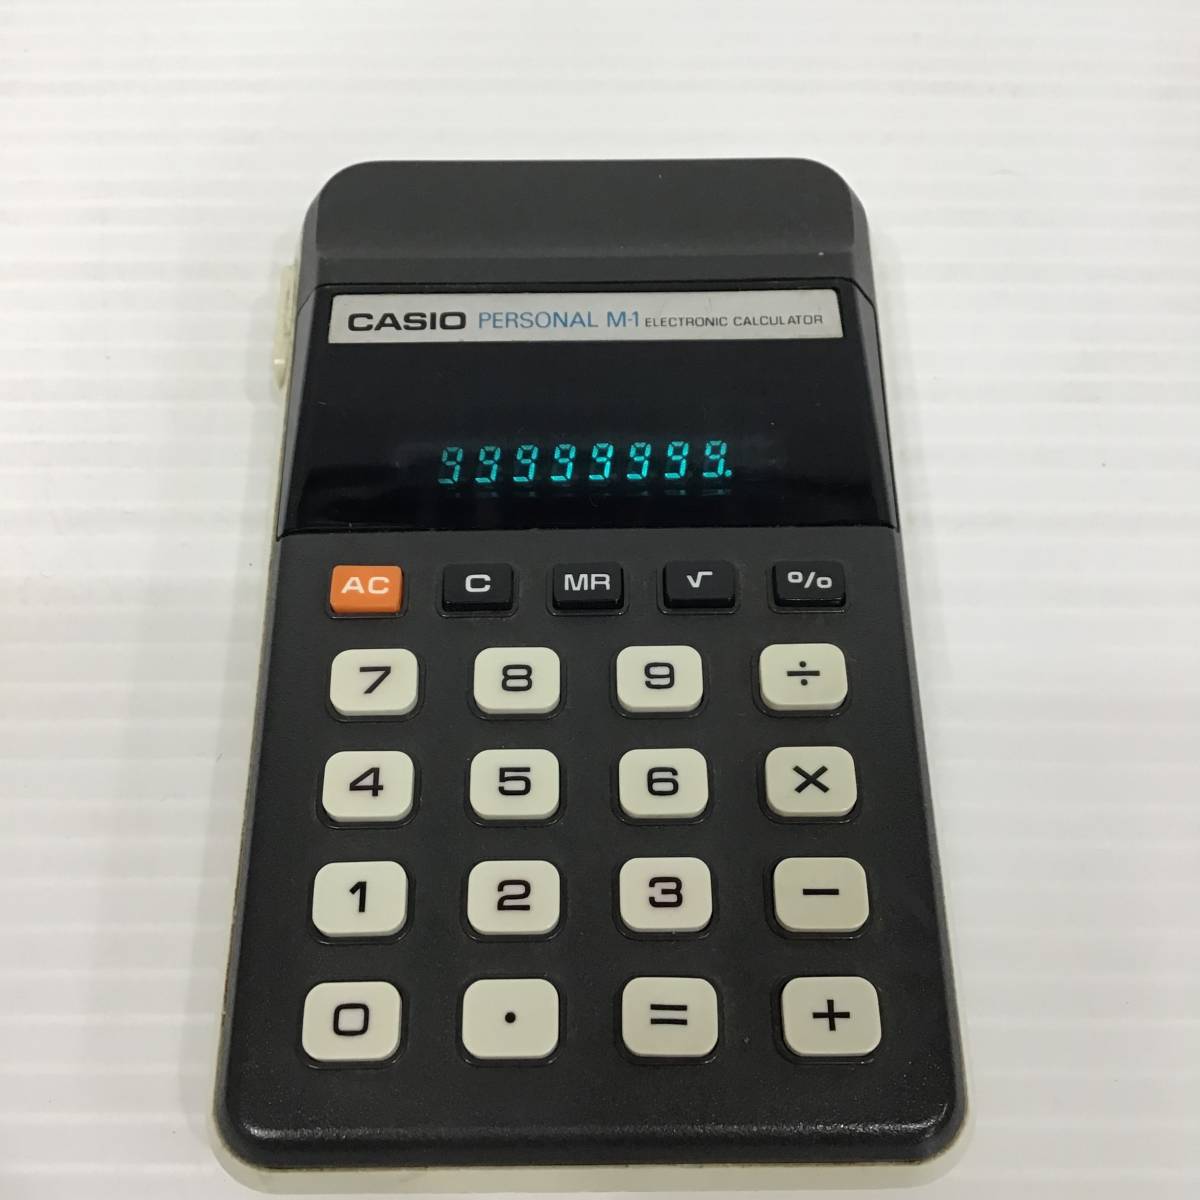 CASIO PERSONAL M-1 ELECTRONIC CALCULATOR
99999999.
AC C MR √ %
7 8 9 ÷
4 5 6 ×
1 2 3 −
0 . = +